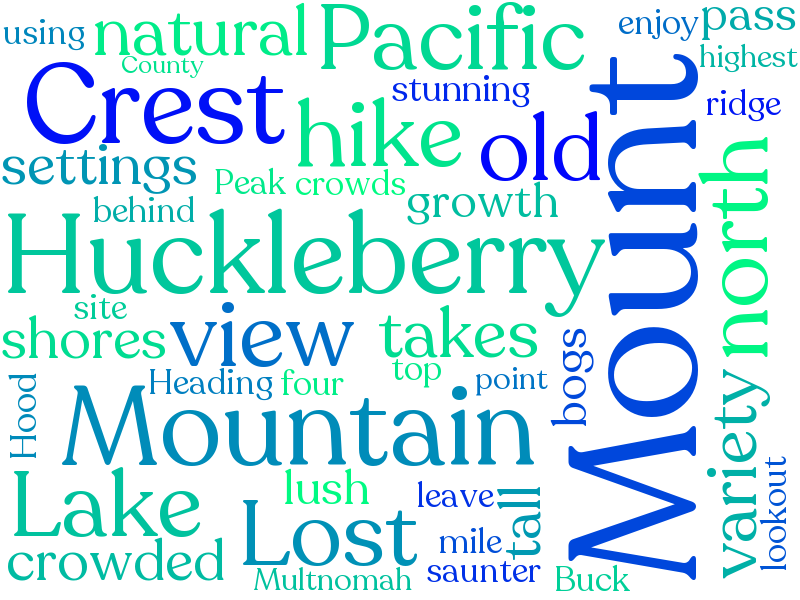 using
natural
Pacific
enjoy
pass
County
highest
Crest
stunning
ridge
hike
old
Mount
settings
Peak
crowds
growth
north
behind
Huckleberry
site
shores
view
takes
bogs
top
Heading
four
point
Hood
Mountain
variety
Lake
Lost
lush
leave
tall
lookout
crowded
mile
saunter
Multnomah
Buck